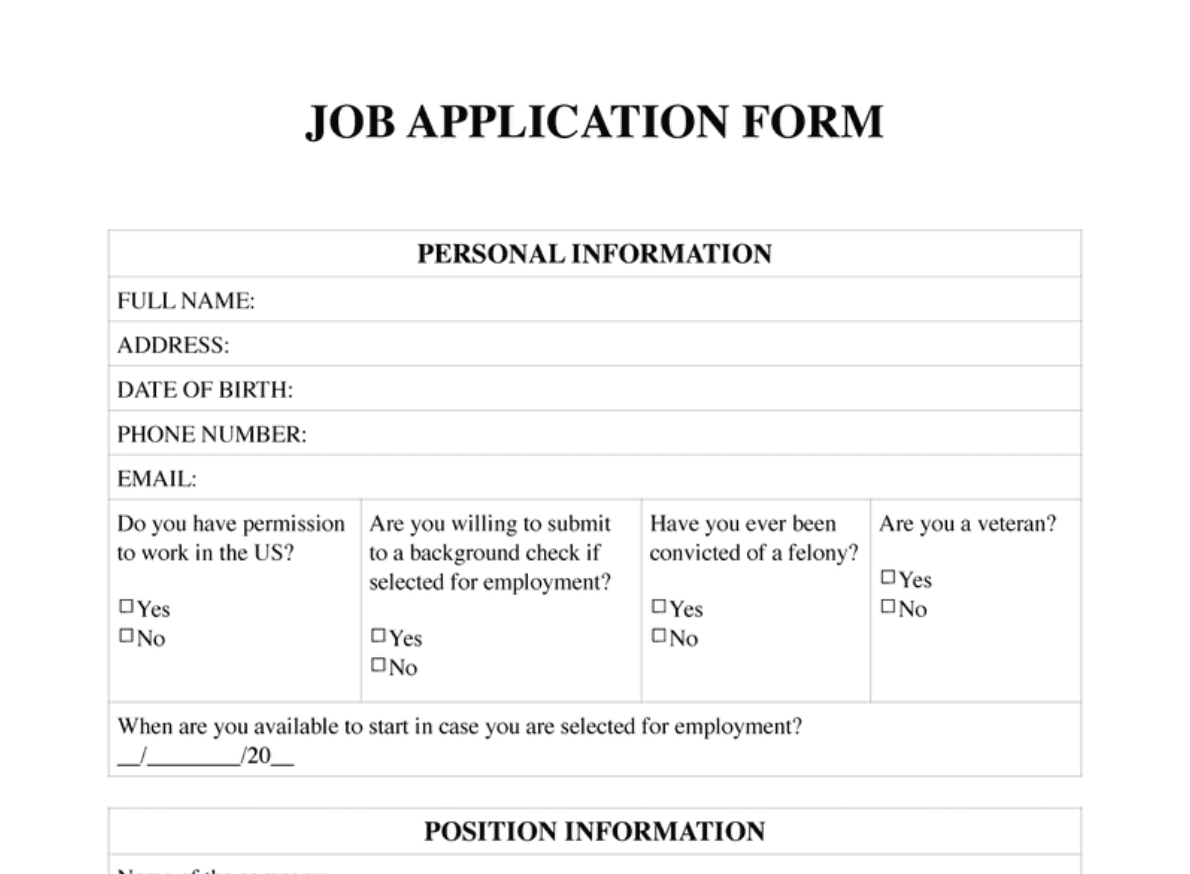 JOB APPLICATION FORM
PERSONAL INFORMATION
FULL NAME:
ADDRESS:
DATE OF BIRTH:
PHONE NUMBER:
EMAIL:
Do you have permission
to work in the US?
☐Yes
☐No
Are you willing to submit
to a background check if
selected for employment?
☐Yes
☐No
Have you ever been
convicted of a felony?
☐Yes
☐No
Are you a veteran?
☐Yes
☐No
When are you available to start in case you are selected for employment?
__/________/20__
POSITION INFORMATION